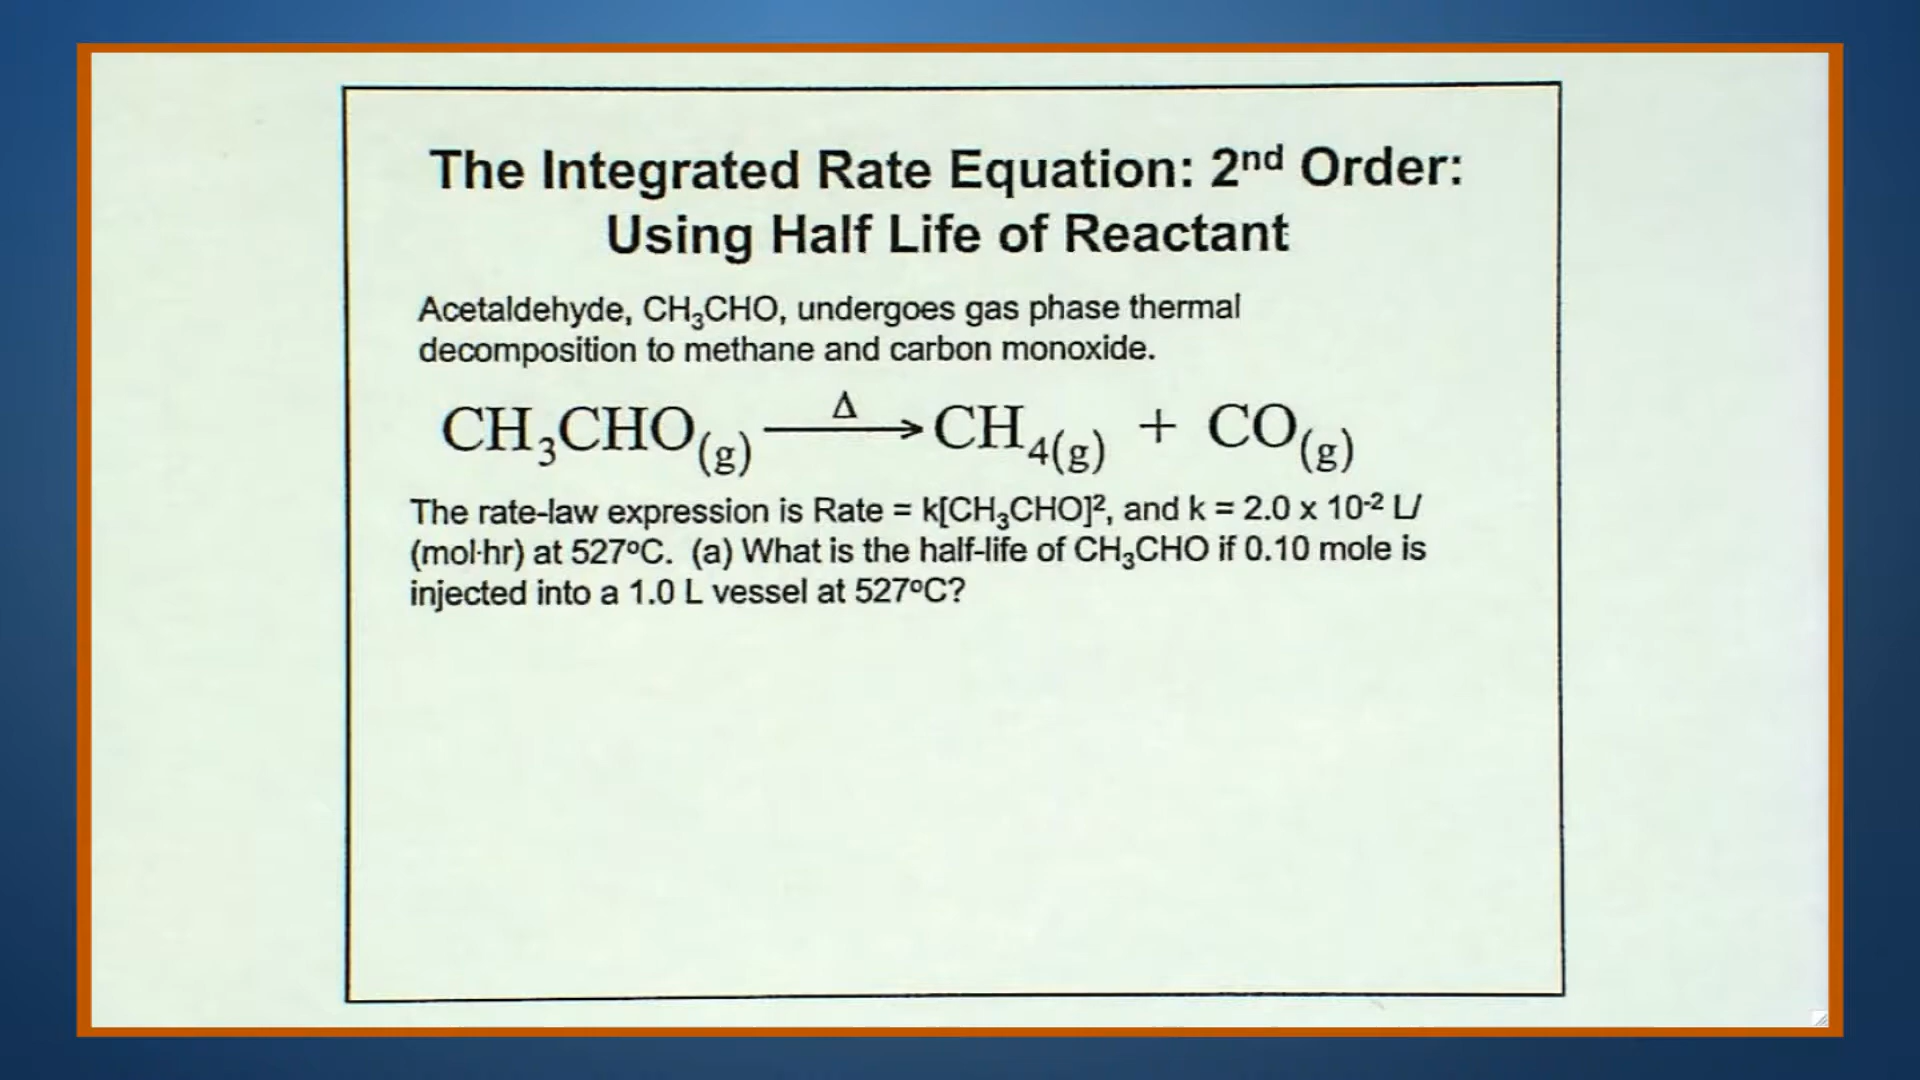 The Integrated Rate Equation: 2nd Order:
Using Half Life of Reactant
Acetaldehyde, CH₃CHO, undergoes gas phase thermal
decomposition to methane and carbon monoxide.
CH₃CHO(g) —Δ→ CH₄(g) + CO(g)
The rate-law expression is Rate = k[CH₃CHO]², and k = 2.0 x 10⁻² L/
(mol·hr) at 527ºC. (a) What is the half-life of CH₃CHO if 0.10 mole is
injected into a 1.0 L vessel at 527ºC?